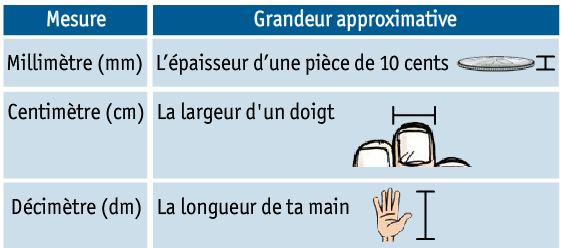 Mesure Grandeur approximative
Millimètre (mm) L’épaisseur d’une pièce de 10 cents
Centimètre (cm) La largeur d'un doigt
Décimètre (dm) La longueur de ta main